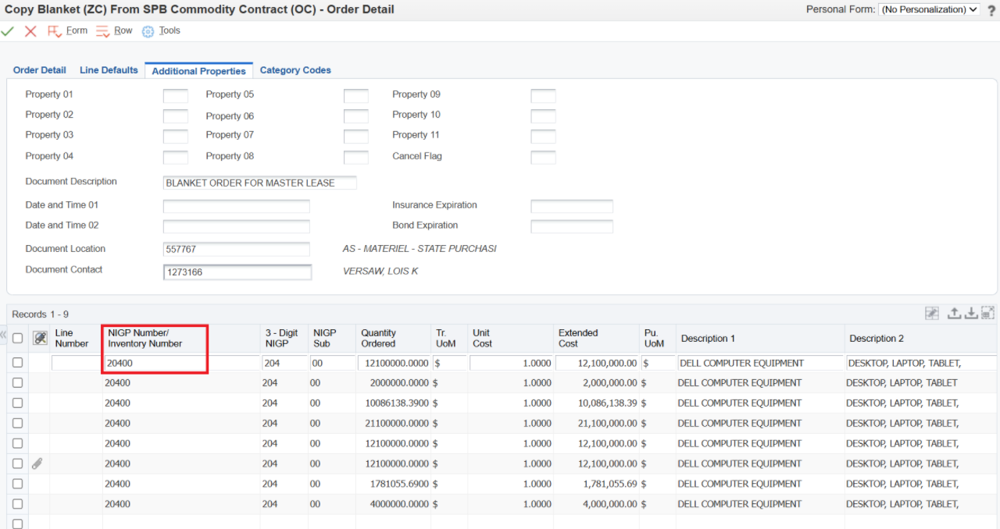 Copy Blanket (ZC) From SPB Commodity Contract (OC) - Order Detail Personal Form: (No Personalization) ?
Form Row Tools
Order Detail Line Defaults Additional Properties Category Codes
Property 01 Property 05 Property 09
Property 02 Property 06 Property 10
Property 03 Property 07 Property 11
Property 04 Property 08 Cancel Flag
Document Description BLANKET ORDER FOR MASTER LEASE
Date and Time 01 Insurance Expiration
Date and Time 02 Bond Expiration
Document Location 557767 AS - MATERIEL - STATE PURCHASI
Document Contact 1273166 VERSAW, LOIS K
Records 1 - 9
Line NIGP Number/ 3 - Digit NIGP Quantity Tr. Unit Extended Pu. Description 1 Description 2
Number Inventory Number NIGP Sub Ordered UoM Cost Cost UoM
20400 204 00 12100000.0000 $ 1.0000 12,100,000.00 $ DELL COMPUTER EQUIPMENT DESKTOP, LAPTOP, TABLET,
20400 204 00 2000000.0000 $ 1.0000 2,000,000.00 $ DELL COMPUTER EQUIPMENT DESKTOP, LAPTOP, TABLET
20400 204 00 10086138.3900 $ 1.0000 10,086,138.39 $ DELL COMPUTER EQUIPMENT DESKTOP, LAPTOP, TABLET,
20400 204 00 21100000.0000 $ 1.0000 21,100,000.00 $ DELL COMPUTER EQUIPMENT DESKTOP, LAPTOP, TABLET,
20400 204 00 12100000.0000 $ 1.0000 12,100,000.00 $ DELL COMPUTER EQUIPMENT DESKTOP, LAPTOP, TABLET,
20400 204 00 12100000.0000 $ 1.0000 12,100,000.00 $ DELL COMPUTER EQUIPMENT DESKTOP, LAPTOP, TABLET,
20400 204 00 1781055.6900 $ 1.0000 1,781,055.69 $ DELL COMPUTER EQUIPMENT DESKTOP, LAPTOP, TABLET,
20400 204 00 4000000.0000 $ 1.0000 4,000,000.00 $ DELL COMPUTER EQUIPMENT DESKTOP, LAPTOP, TABLET,